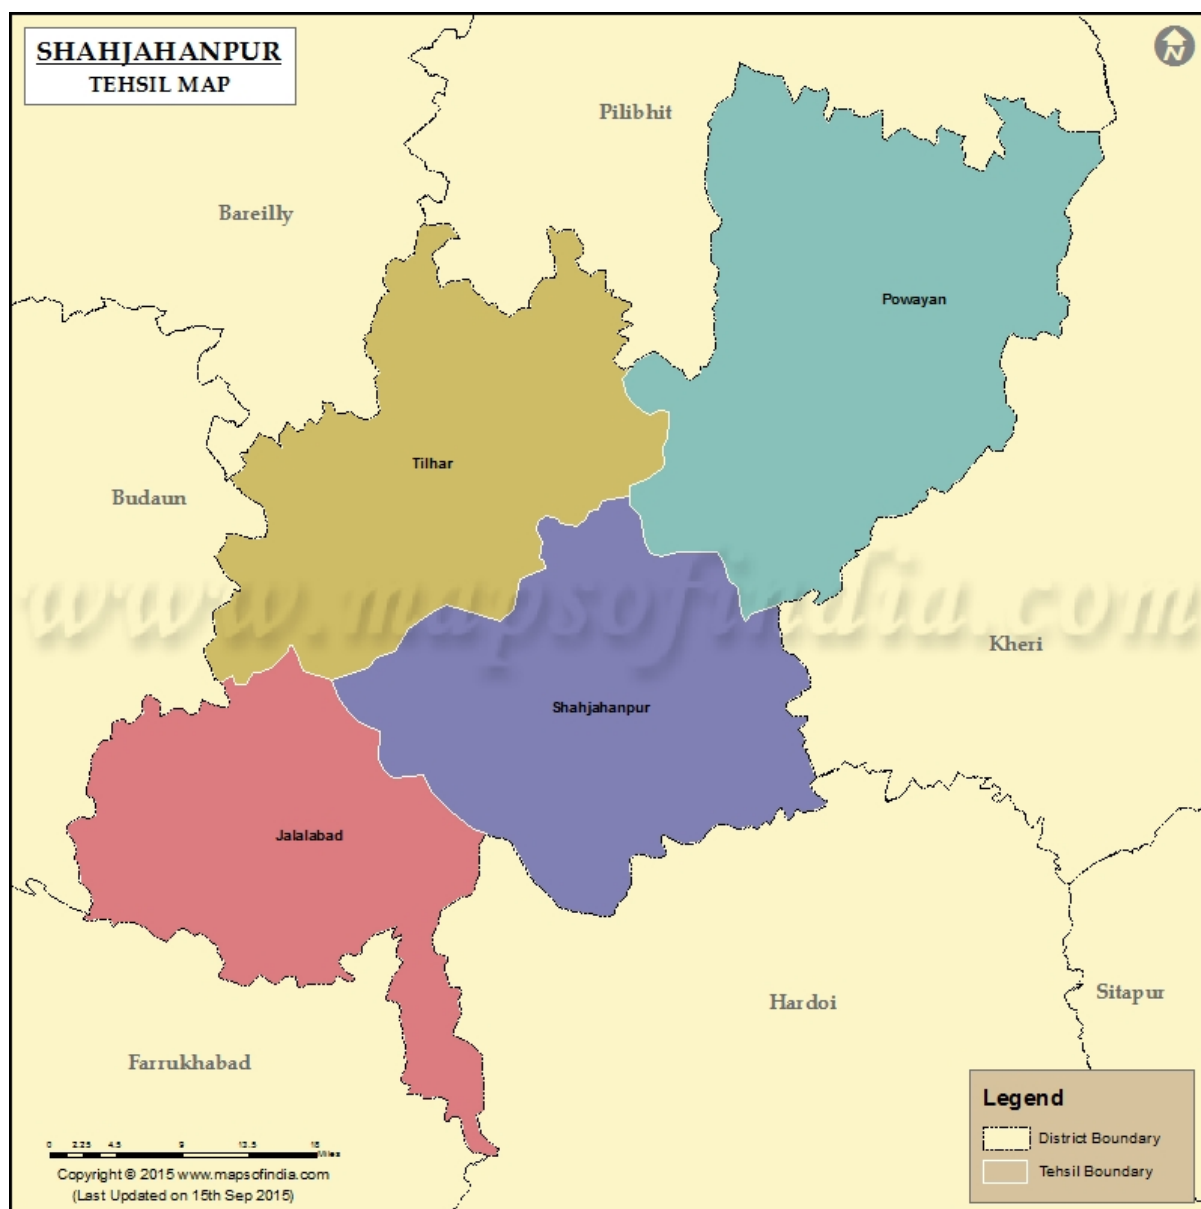 SHAHJAHANPUR
TEHSIL MAP
N
Pilibhit
Bareilly
Powayan
Tilhar
Budaun
www.mapsofindia.com
Kheri
Shahjahanpur
Jalalabad
Sitapur
Hardoi
Farrukhabad
Legend
District Boundary
Tehsil Boundary
0 2.25 4.5 9 13.5 18
Miles
Copyright © 2015 www.mapsofindia.com
(Last Updated on 15th Sep 2015)